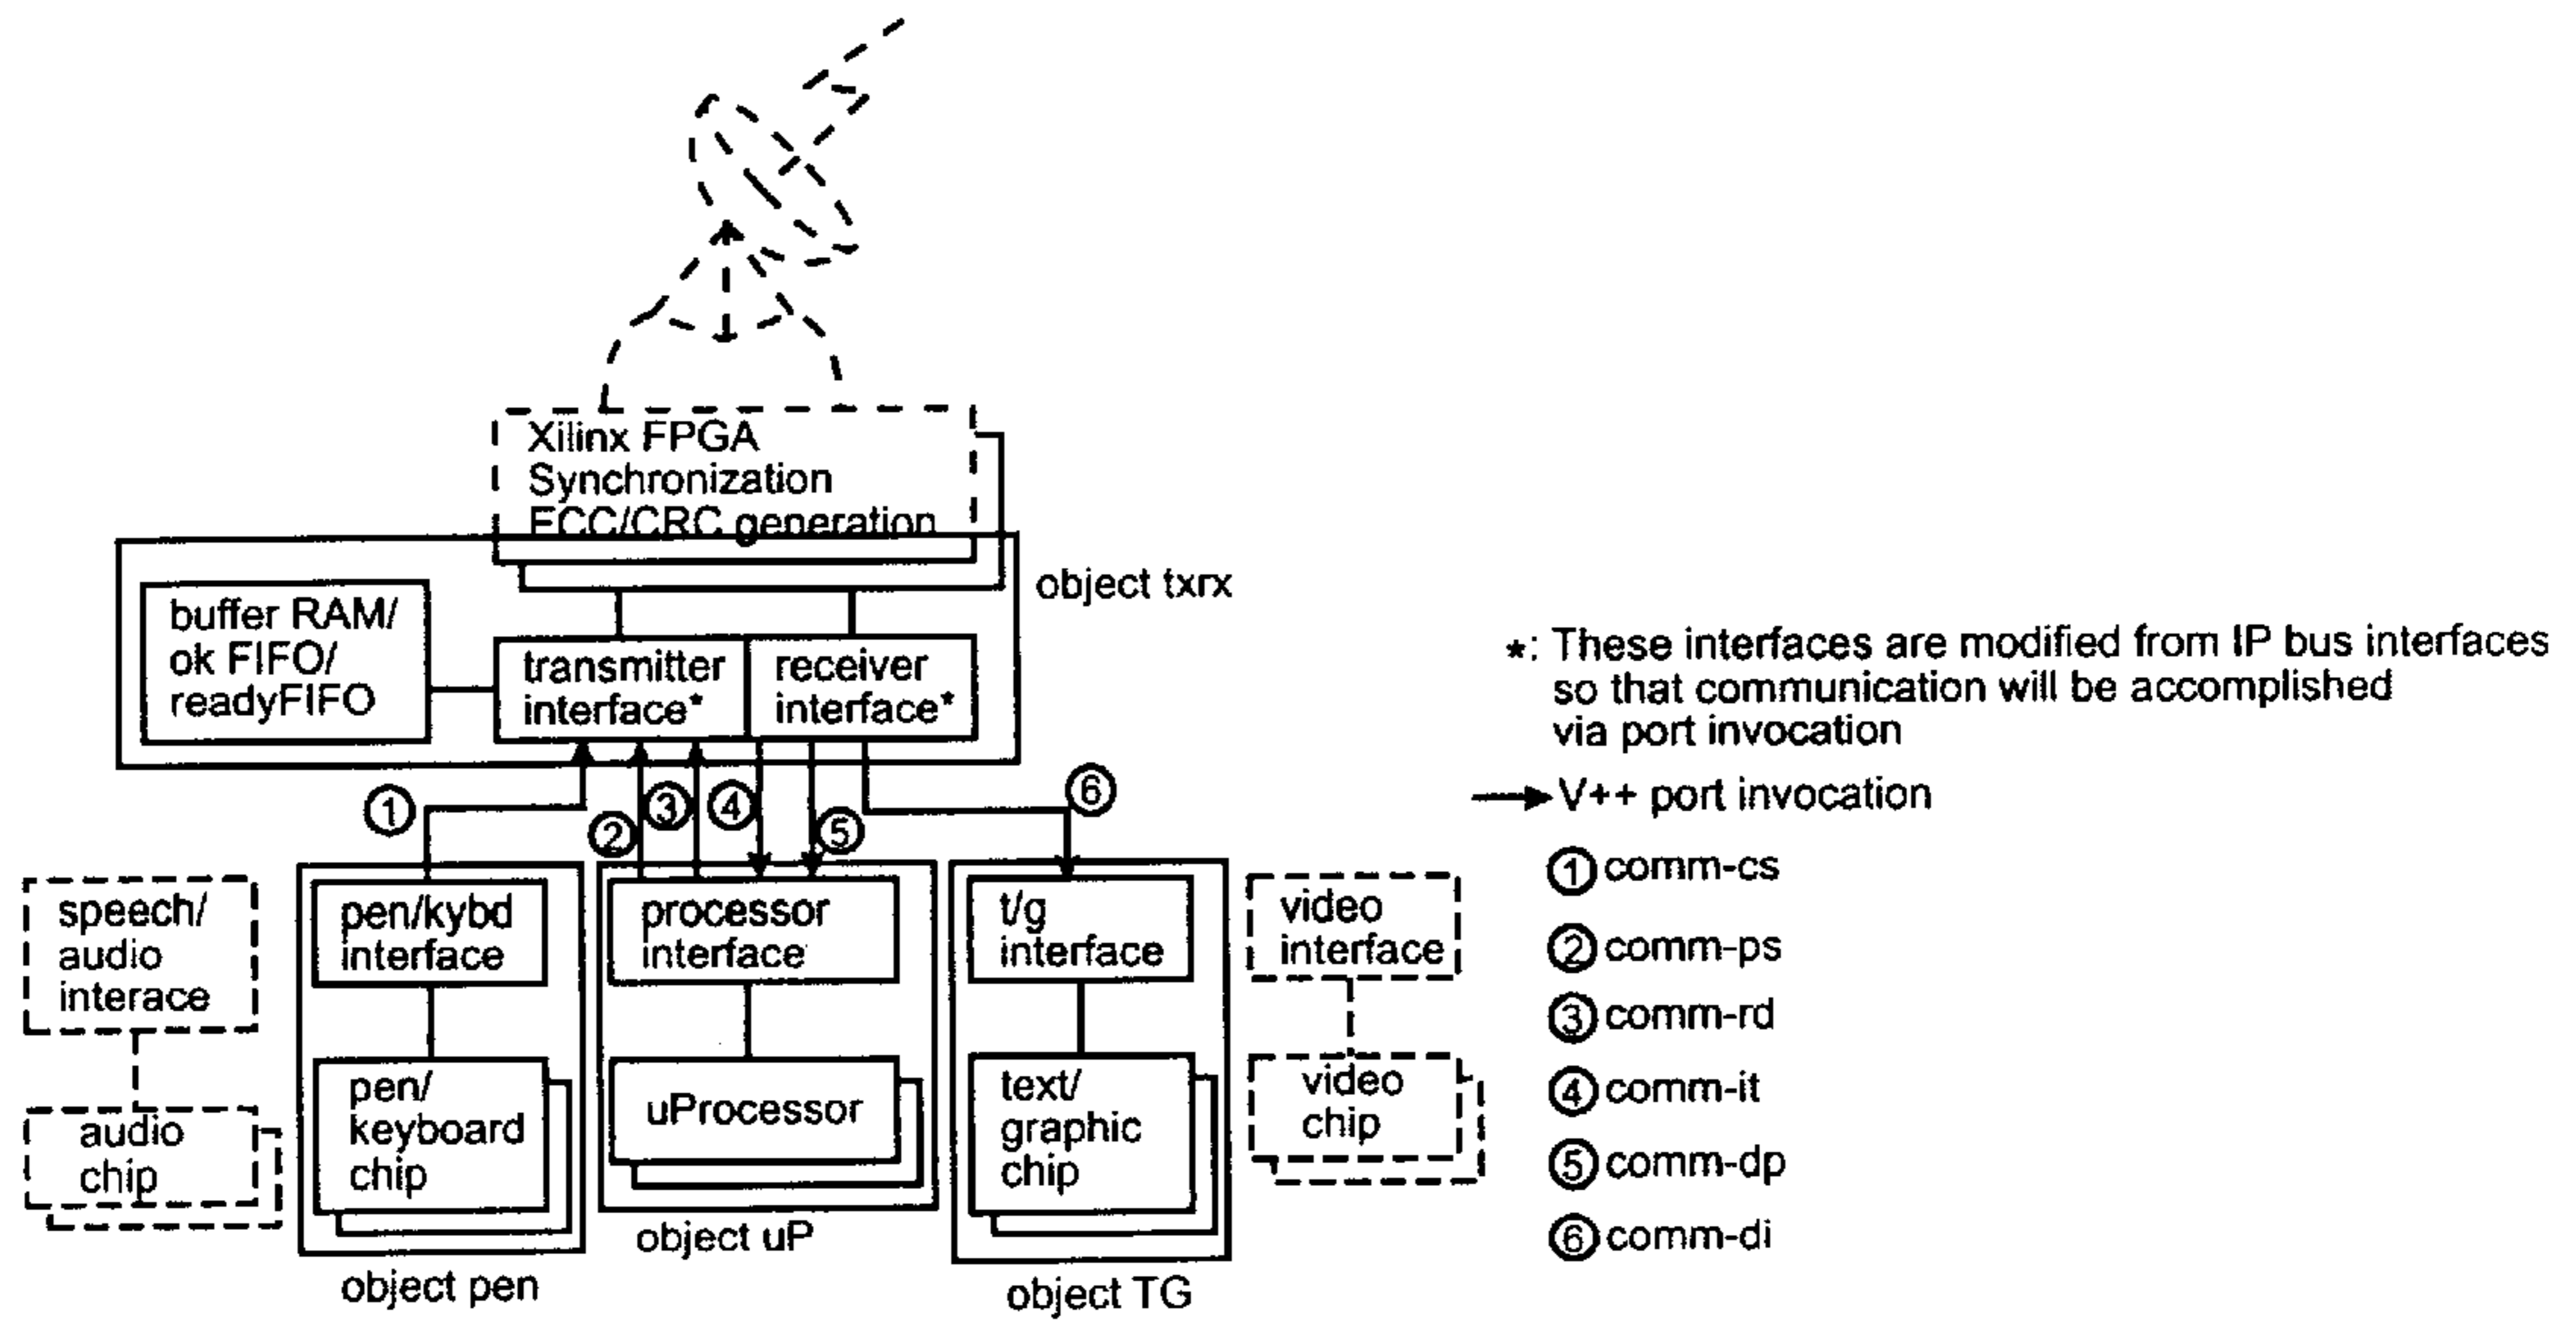 Xilinx FPGA
Synchronization
ECC/CRC generation
object txrx
buffer RAM/
ok FIFO/
readyFIFO
transmitter
interface*
receiver
interface*
*: These interfaces are modified from IP bus interfaces
so that communication will be accomplished
via port invocation
V++ port invocation
① comm-cs
② comm-ps
③ comm-rd
④ comm-it
⑤ comm-dp
⑥ comm-di
①
②
③
④
⑤
⑥
speech/
audio
interace
audio
chip
pen/kybd
interface
pen/
keyboard
chip
object pen
processor
interface
uProcessor
object uP
t/g
interface
text/
graphic
chip
object TG
video
interface
video
chip